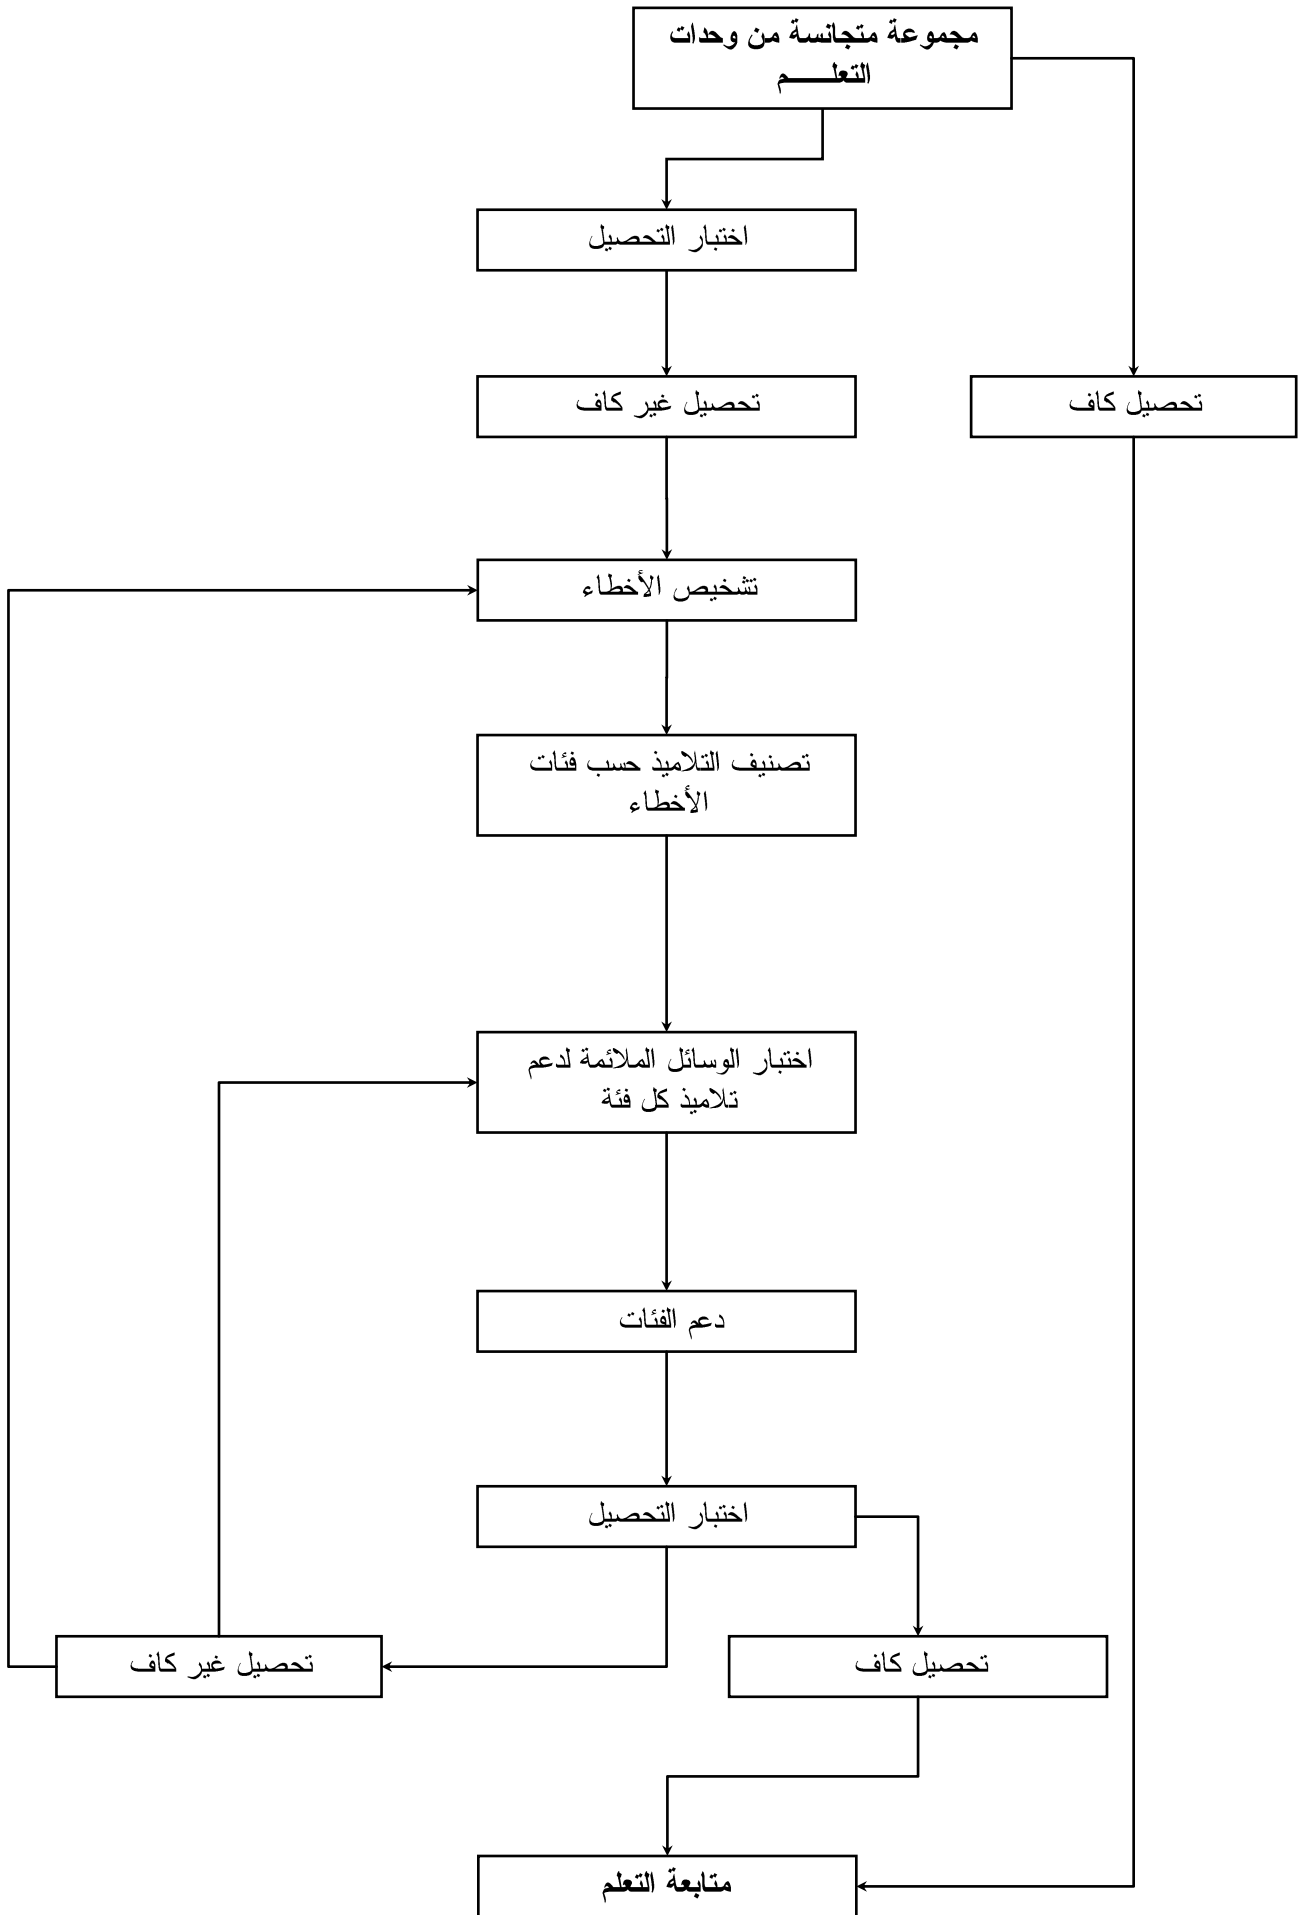 مجموعة متجانسة من وحدات
التعلـــــــم
اختبار التحصيل
تحصيل غير كاف
تحصيل كاف
تشخيص الأخطاء
تصنيف التلاميذ حسب فئات
الأخطاء
اختبار الوسائل الملائمة لدعم
تلاميذ كل فئة
دعم الفئات
اختبار التحصيل
تحصيل كاف
تحصيل غير كاف
متابعة التعلم